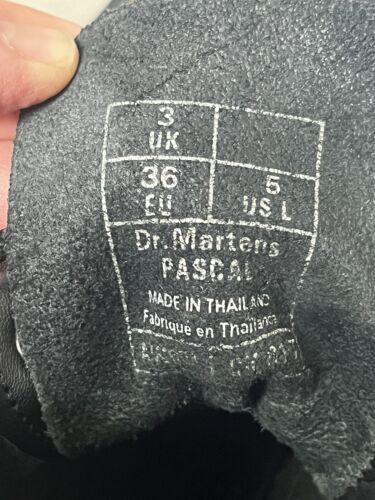 3
UK
36
EU
5
US L
Dr. Martens
PASCAL
MADE IN THAILAND
Fabriqué en Thaïlande